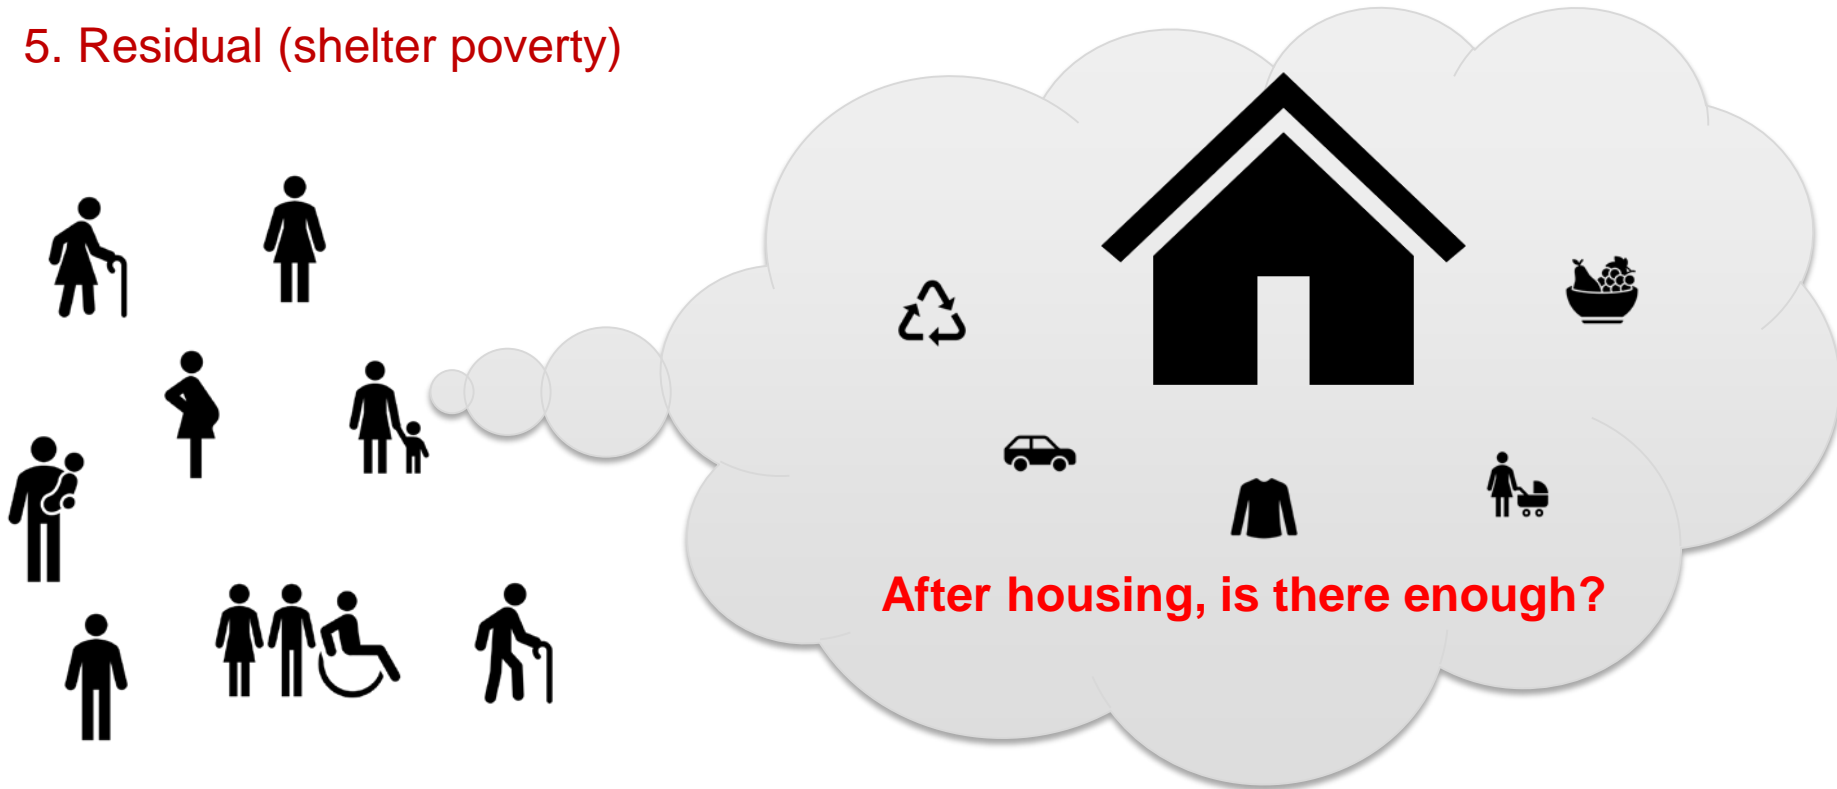 5. Residual (shelter poverty)
After housing, is there enough?